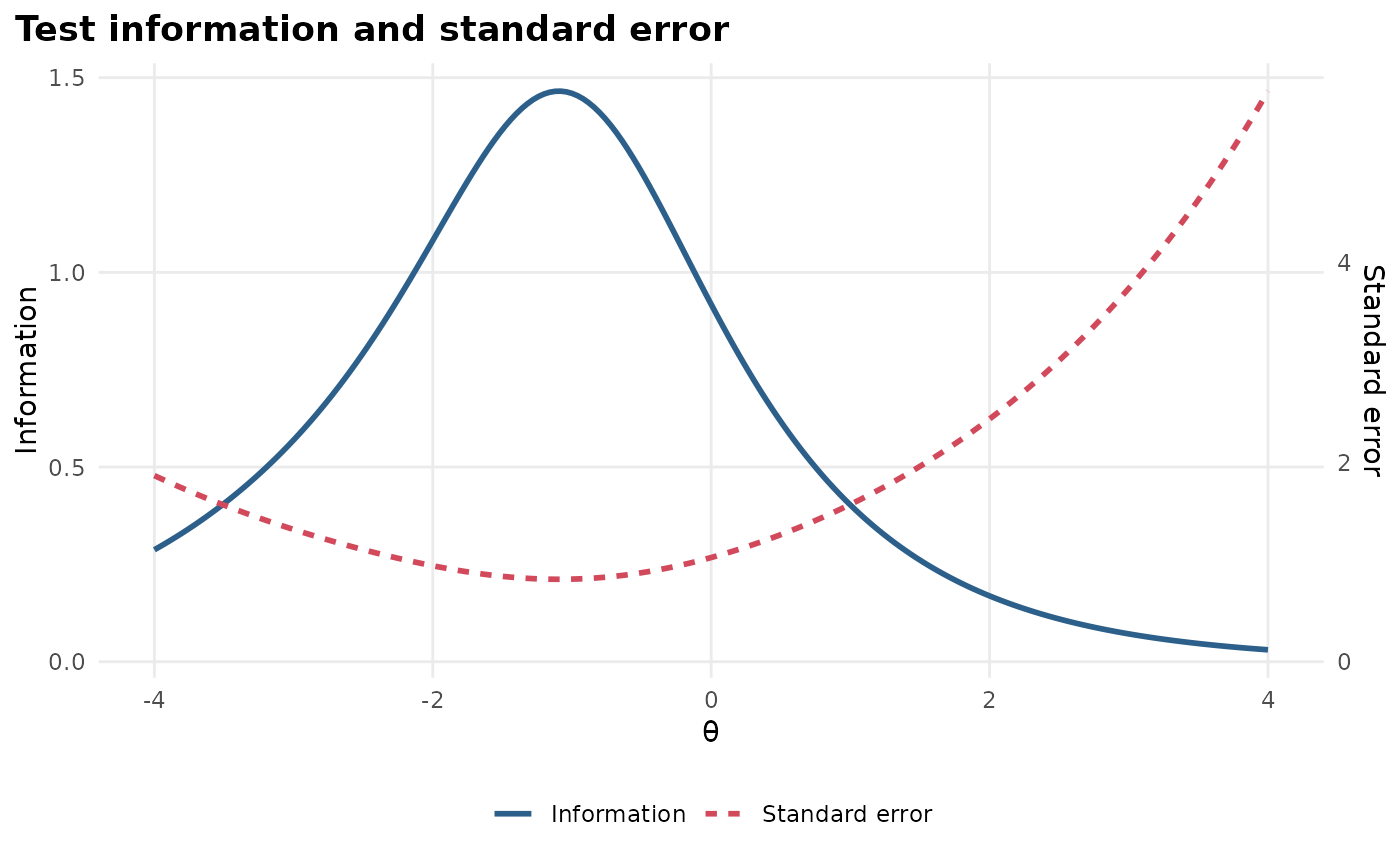 Test information and standard error
1.5
1.0
0.5
0.0
Information
4
2
0
Standard error
-4 -2 0 2 4
θ
Information Standard error